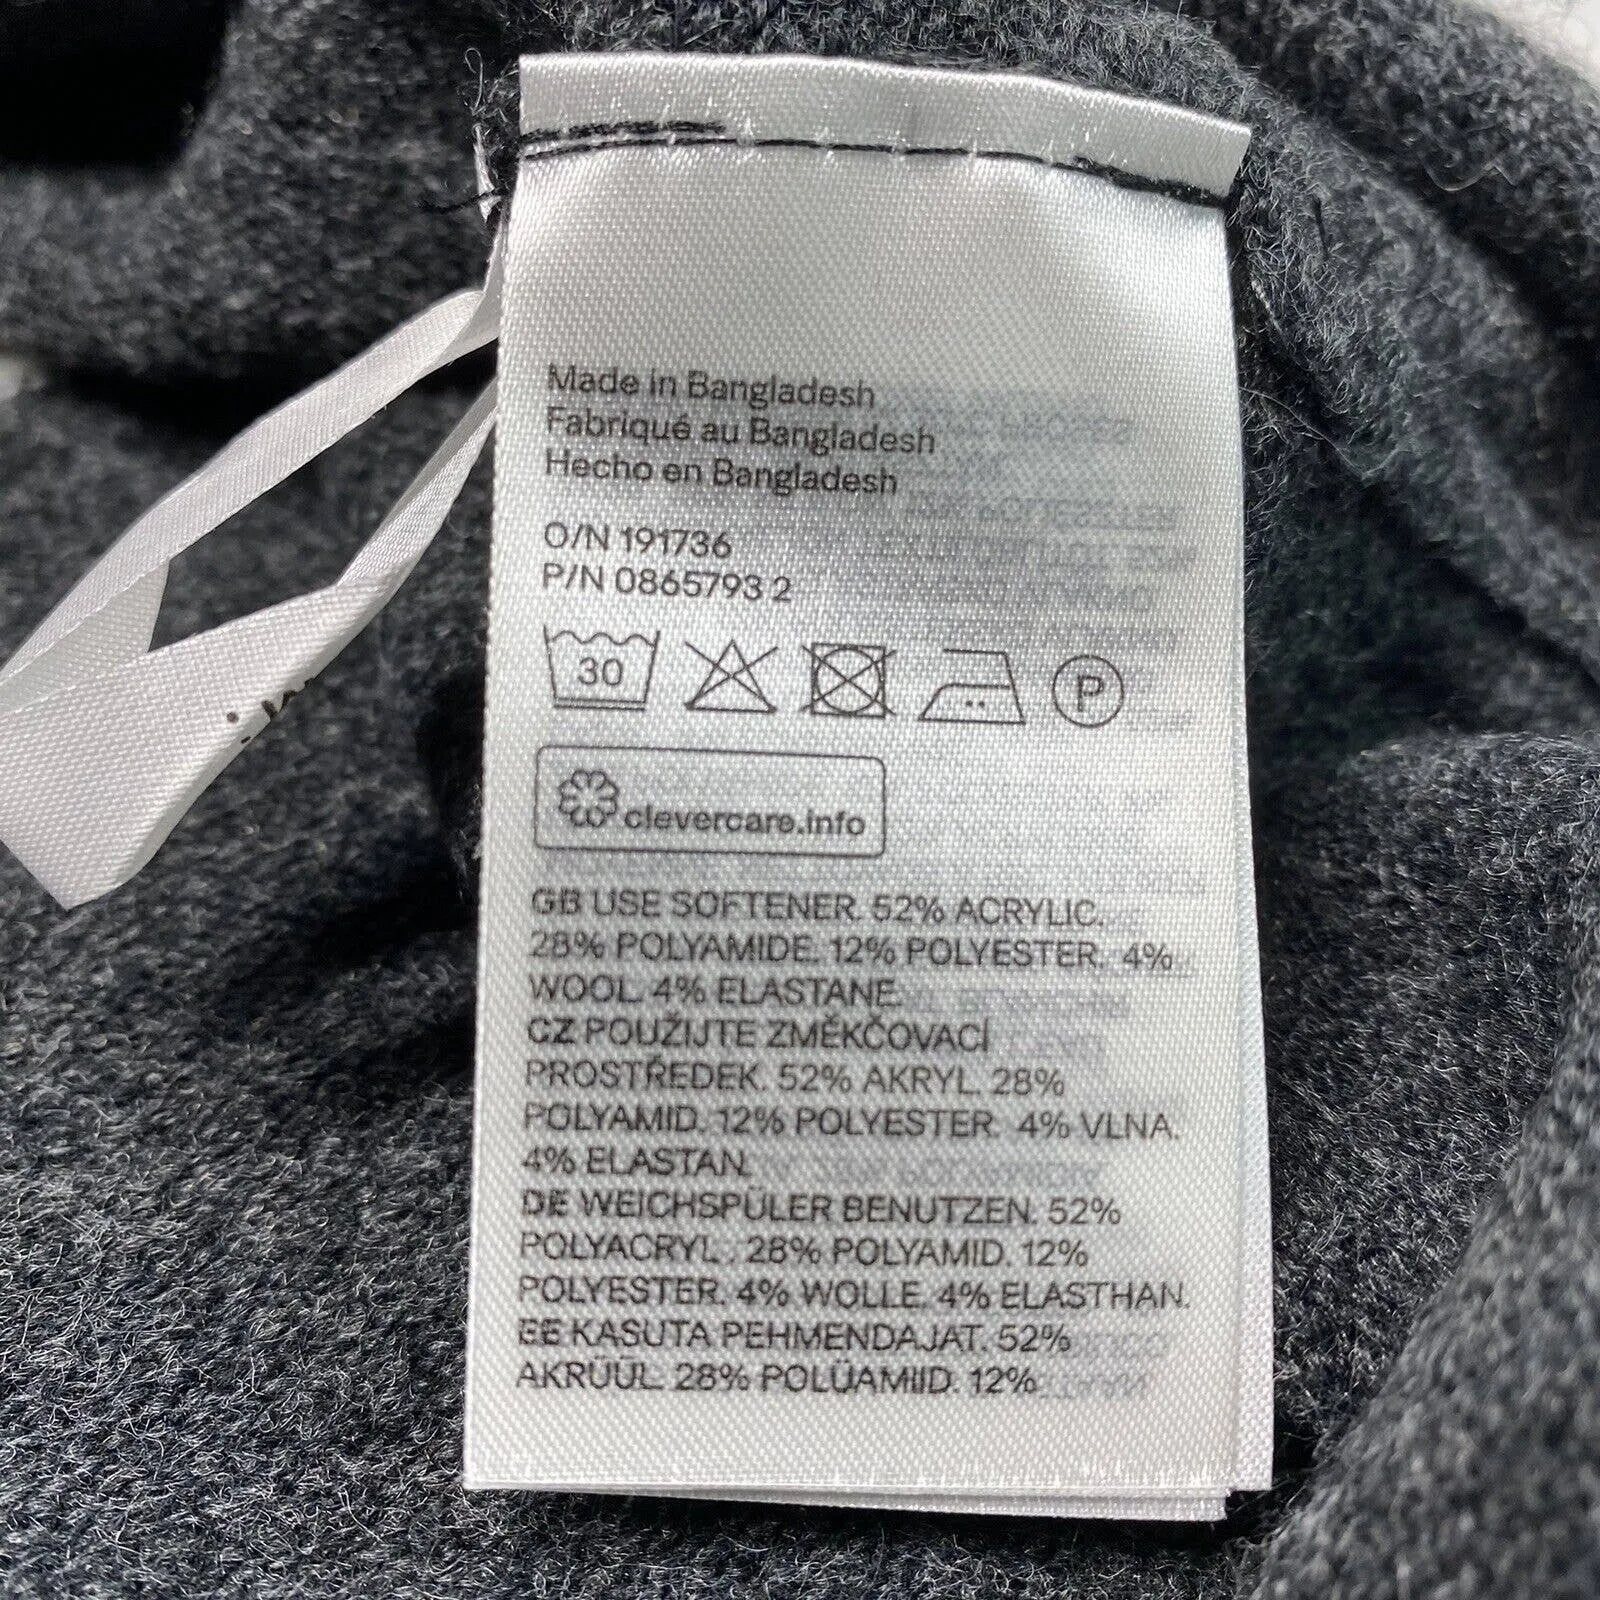 Made in Bangladesh
Fabriqué au Bangladesh
Hecho en Bangladesh
O/N 191736
P/N 0865793 2
30
P
clevercare.info
GB USE SOFTENER. 52% ACRYLIC.
28% POLYAMIDE. 12% POLYESTER. 4%
WOOL. 4% ELASTANE.
CZ POUŽIJTE ZMĚKČOVACÍ
PROSTŘEDEK. 52% AKRYL. 28%
POLYAMID. 12% POLYESTER. 4% VLNA.
4% ELASTAN.
DE WEICHSPÜLER BENUTZEN. 52%
POLYACRYL . 28% POLYAMID. 12%
POLYESTER. 4% WOLLE. 4% ELASTHAN.
EE KASUTA PEHMENDAJAT. 52%
AKRÜÜL. 28% POLÜAMIID. 12%